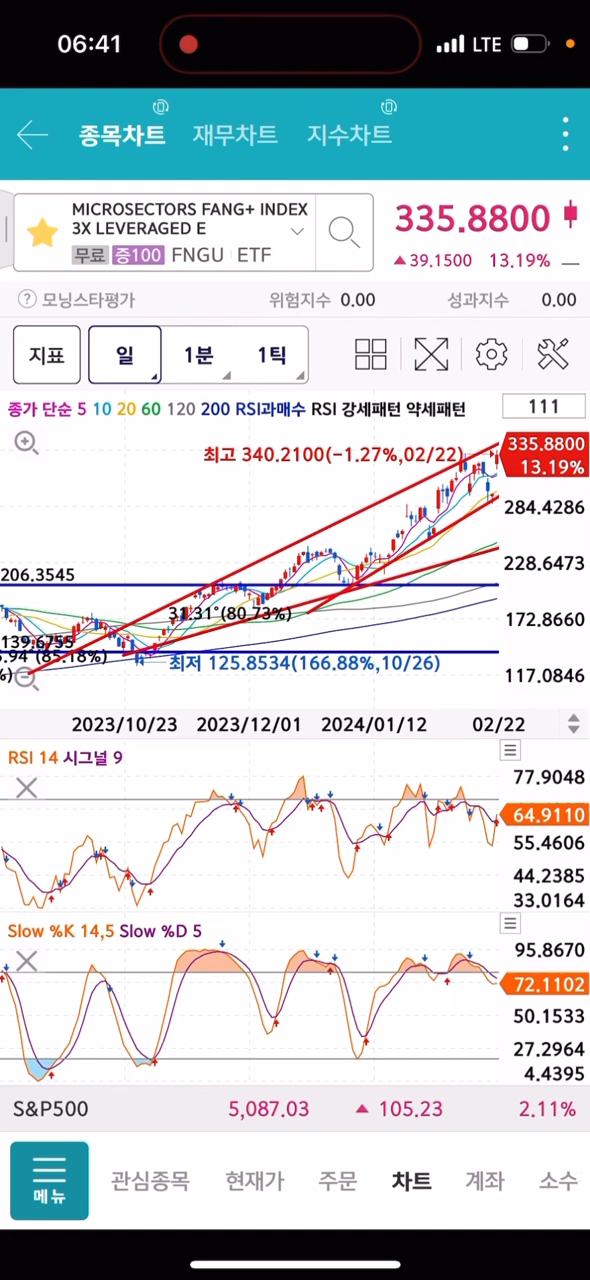 06:41
LTE
종목차트 재무차트 지수차트
MICROSECTORS FANG+ INDEX
3X LEVERAGED E
무료 증100 FNGU ETF
335.8800
▲39.1500 13.19%
? 모닝스타평가 위험지수 0.00 성과지수 0.00
지표 일 1분 1틱
종가 단순 5 10 20 60 120 200 RSI과매수 RSI 강세패턴 약세패턴
111
최고 340.2100(-1.27%,02/22)
335.8800
13.19%
284.4286
228.6473
172.8660
117.0846
206.3545
31.31°(80.73%)
139.6755
.94°(85.18%)
%)
최저 125.8534(166.88%,10/26)
2023/10/23 2023/12/01 2024/01/12 02/22
RSI 14 시그널 9
77.9048
64.9110
55.4606
44.2385
33.0164
Slow %K 14,5 Slow %D 5
95.8670
72.1102
50.1533
27.2964
4.4395
S&P500 5,087.03 ▲ 105.23 2.11%
메뉴 관심종목 현재가 주문 차트 계좌 소수